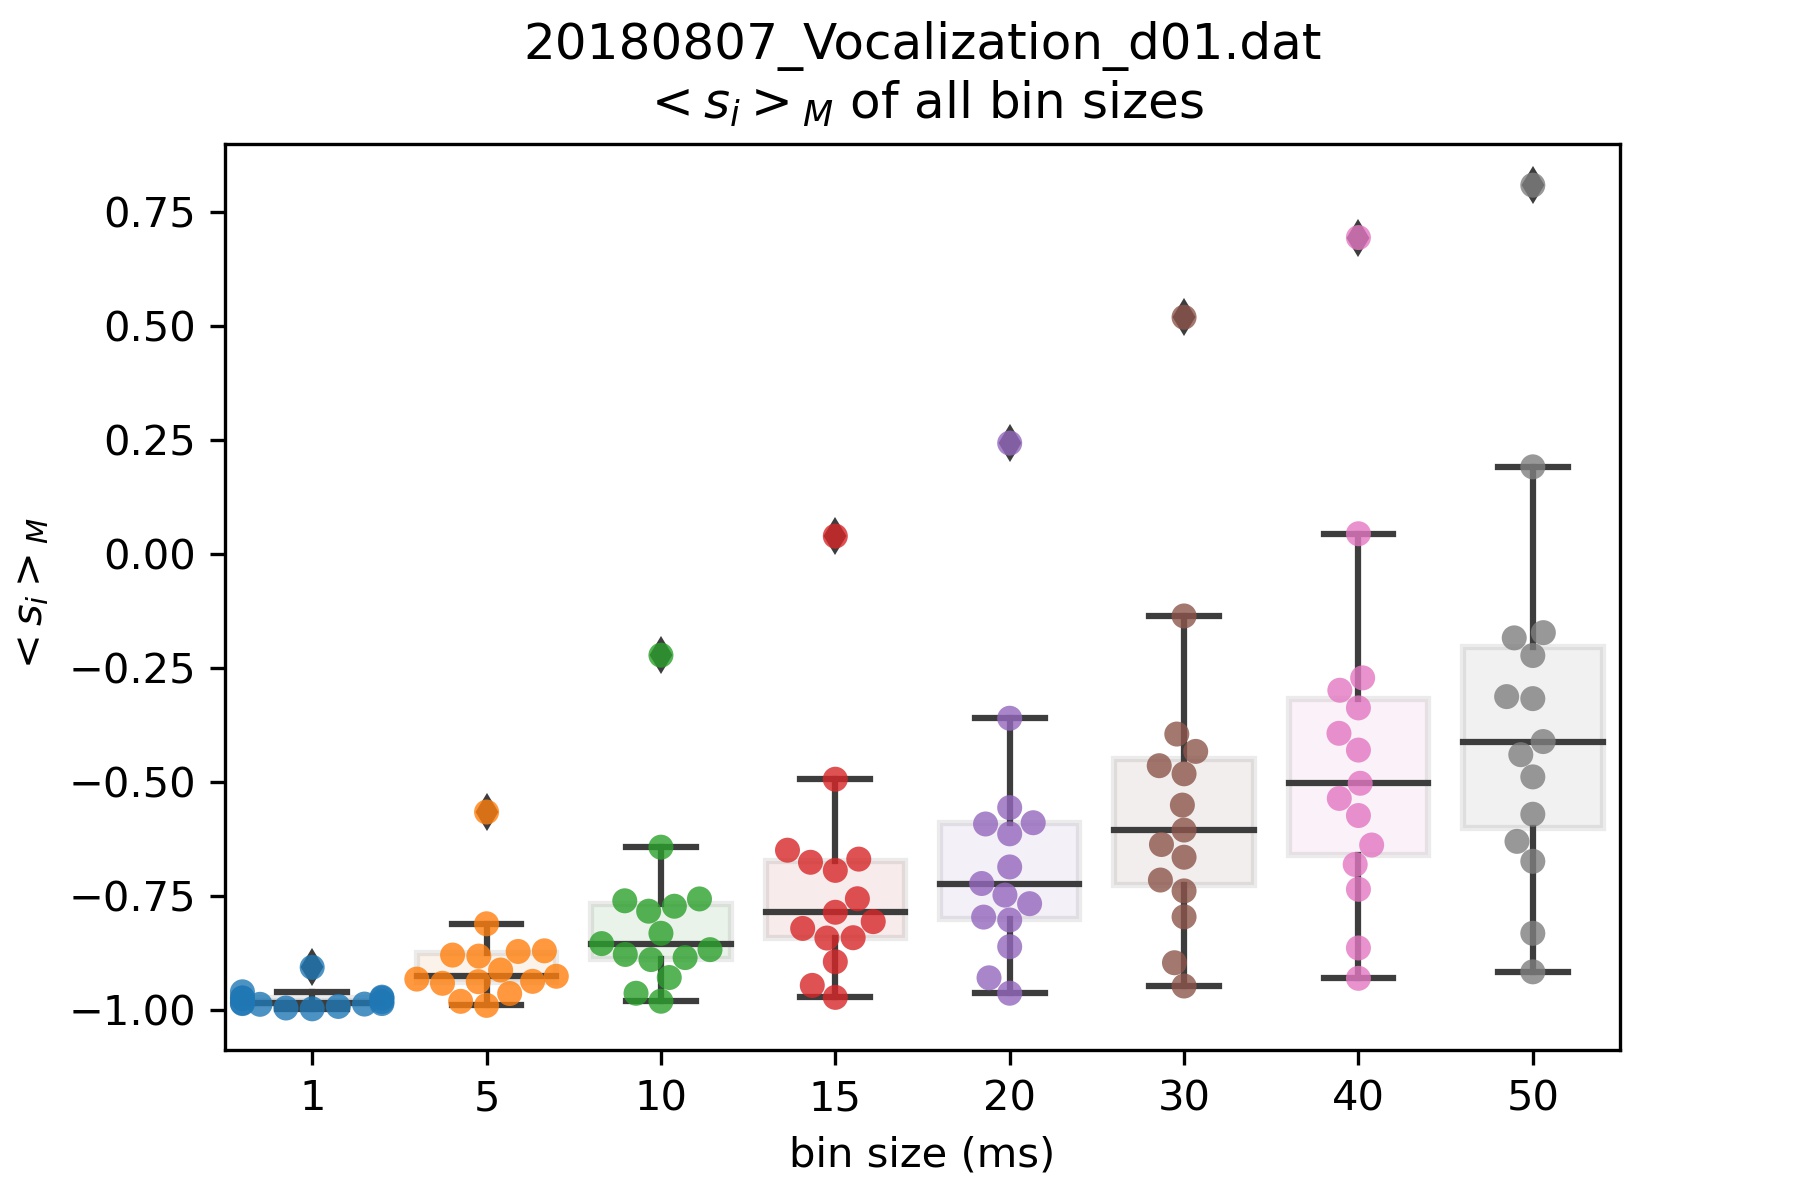 20180807_Vocalization_d01.dat
< s_i >_M of all bin sizes
0.75
0.50
0.25
0.00
−0.25
−0.50
−0.75
−1.00
< s_i >_M
1 5 10 15 20 30 40 50
bin size (ms)